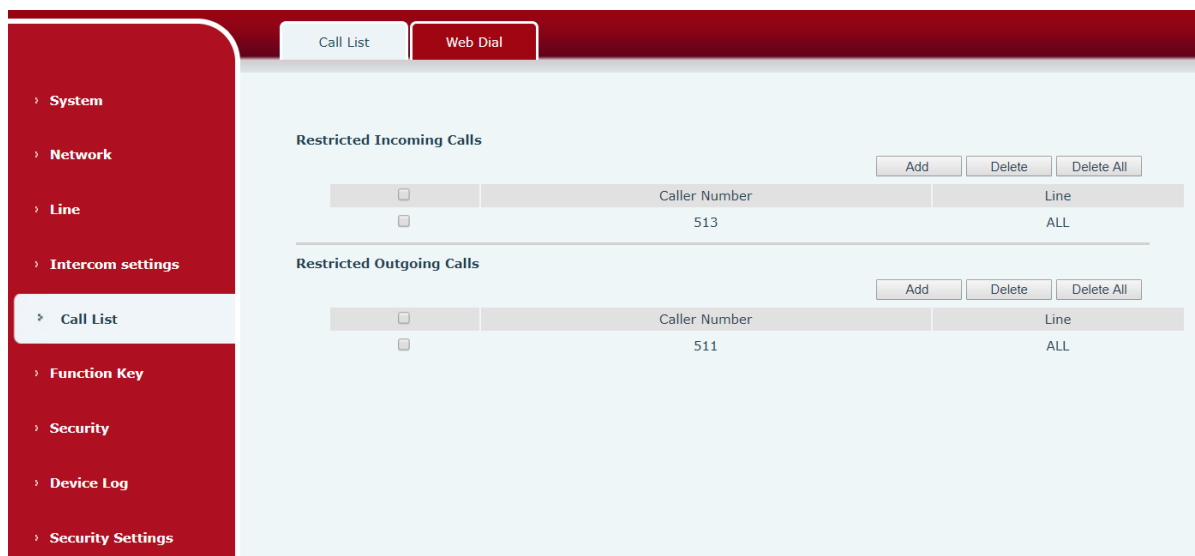 Call List
Web Dial
System
Network
Line
Intercom settings
Call List
Function Key
Security
Device Log
Security Settings
Restricted Incoming Calls
Add Delete Delete All
Caller Number Line
513 ALL
Restricted Outgoing Calls
Add Delete Delete All
Caller Number Line
511 ALL